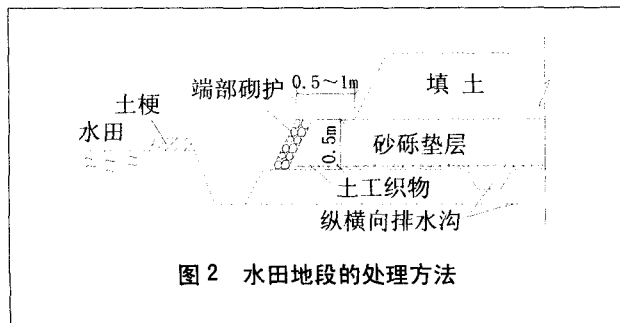 端部砌护
0.5～1m
填 土
土梗
水田
0.5m
砂砾垫层
土工织物
纵横向排水沟
图 2 水田地段的处理方法